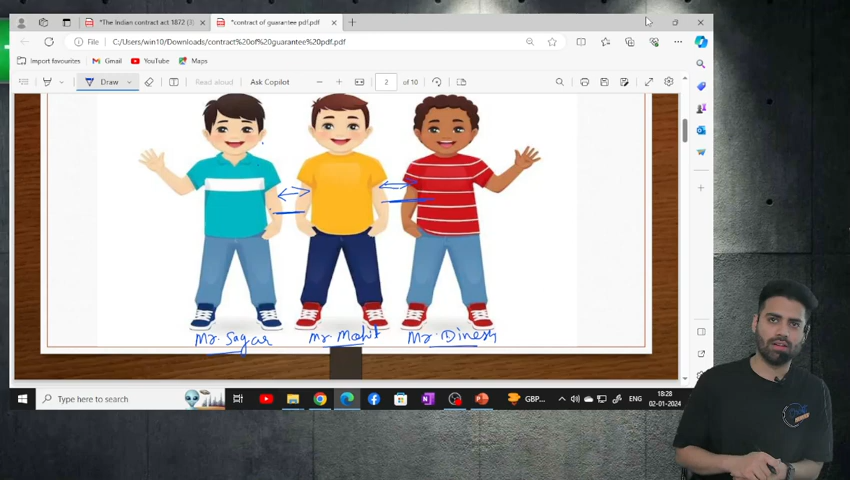 *The Indian contract act 1872 (3)
*contract of guarantee pdf.pdf
File C:/Users/win10/Downloads/contract%20of%20guarantee%20pdf.pdf
Import favourites Gmail YouTube Maps
Draw Read aloud Ask Copilot 2 of 10
Mr. Sagar Mr Mohit Mr. Dinesh
Type here to search GBP... ENG 18:28
02-01-2024